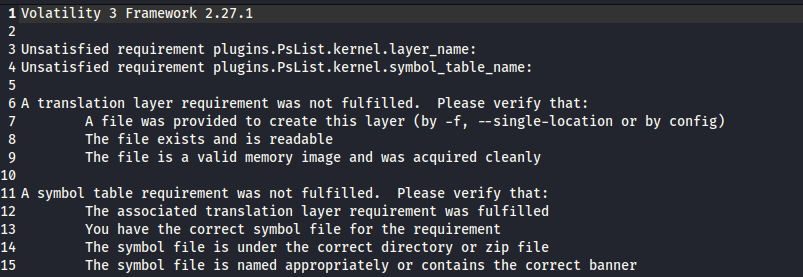 1 Volatility 3 Framework 2.27.1
2
3 Unsatisfied requirement plugins.PsList.kernel.layer_name:
4 Unsatisfied requirement plugins.PsList.kernel.symbol_table_name:
5
6 A translation layer requirement was not fulfilled.  Please verify that:
7         A file was provided to create this layer (by -f, --single-location or by config)
8         The file exists and is readable
9         The file is a valid memory image and was acquired cleanly
10
11 A symbol table requirement was not fulfilled.  Please verify that:
12         The associated translation layer requirement was fulfilled
13         You have the correct symbol file for the requirement
14         The symbol file is under the correct directory or zip file
15         The symbol file is named appropriately or contains the correct banner